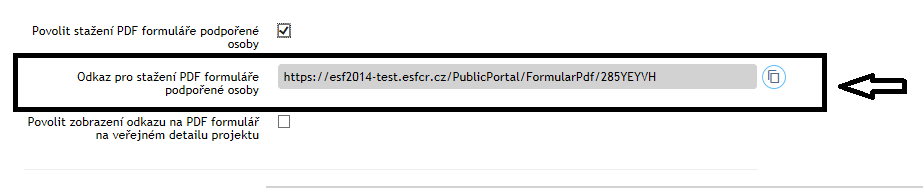 Povolit stažení PDF formuláře podpořené
osoby
Odkaz pro stažení PDF formuláře
podpořené osoby
https://esf2014-test.esfcr.cz/PublicPortal/FormularPdf/285YEYVH
Povolit zobrazení odkazu na PDF formulář
na veřejném detailu projektu